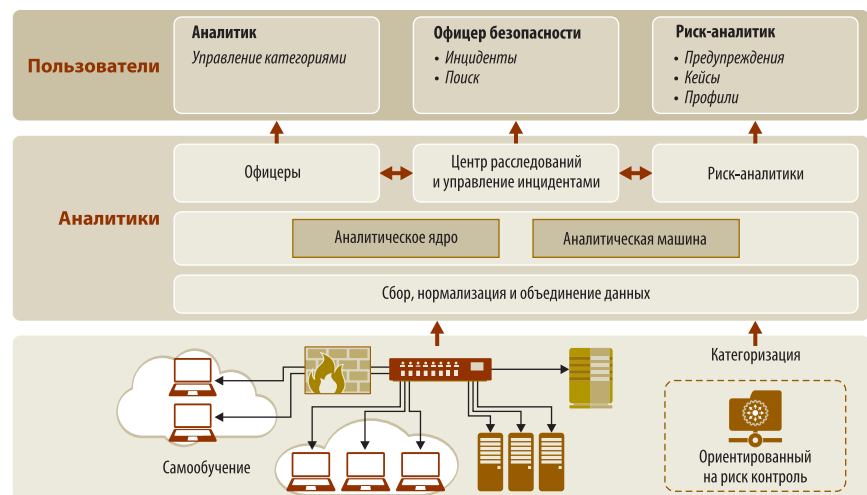 Пользователи
Аналитик
Управление категориями
Офицер безопасности
• Инциденты
• Поиск
Риск-аналитик
• Предупреждения
• Кейсы
• Профили
Аналитики
Офицеры
Центр расследований
и управление инцидентами
Риск-аналитики
Аналитическое ядро
Аналитическая машина
Сбор, нормализация и объединение данных
Категоризация
Самообучение
Ориентированный
на риск контроль